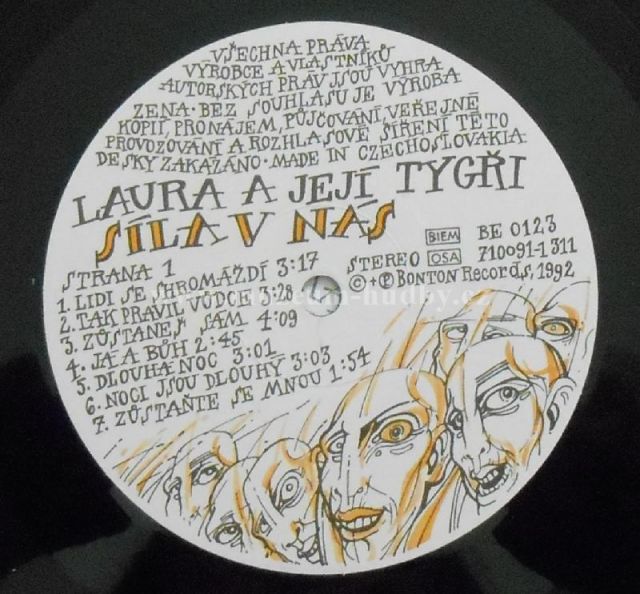 VŠECHNA PRÁVA
VÝROBCE A VLASTNÍKŮ
AUTORSKÝCH PRÁV JSOU VYHRA
ZENA · BEZ SOUHLASU JE VÝROBA
KOPIÍ, PRONÁJEM, PŮJČOVÁNÍ VEŘEJNÉ
PROVOZOVÁNÍ A ROZHLASOVÉ ŠÍŘENÍ TÉTO
DESKY ZAKÁZÁNO · MADE IN CZECHOSLOVAKIA
LAURA A JEJÍ TYGŘI
SÍLA V NÁS
BIEM BE 0123
STEREO OSA 710091-1 311
© ℗ BONTON Records, 1992
STRANA 1
1. LIDI SE SHROMÁŽDÍ 3:17
2. TAK PRAVIL VŮDCE 3:28
3. ZŮSTANEŠ SÁM 4:09
4. JÁ A BŮH 2:45
5. DLOUHÁ NOC 3:01
6. NOCI JSOU DLOUHÝ 3:03
7. ZŮSTAŇTE SE MNOU 1:54